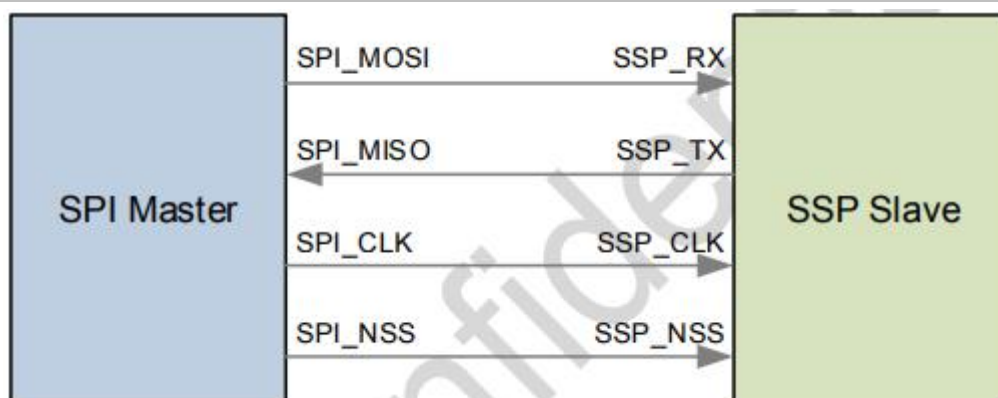 SPI_MOSI SSP_RX
SPI_MISO SSP_TX
SPI Master SSP Slave
SPI_CLK SSP_CLK
SPI_NSS SSP_NSS